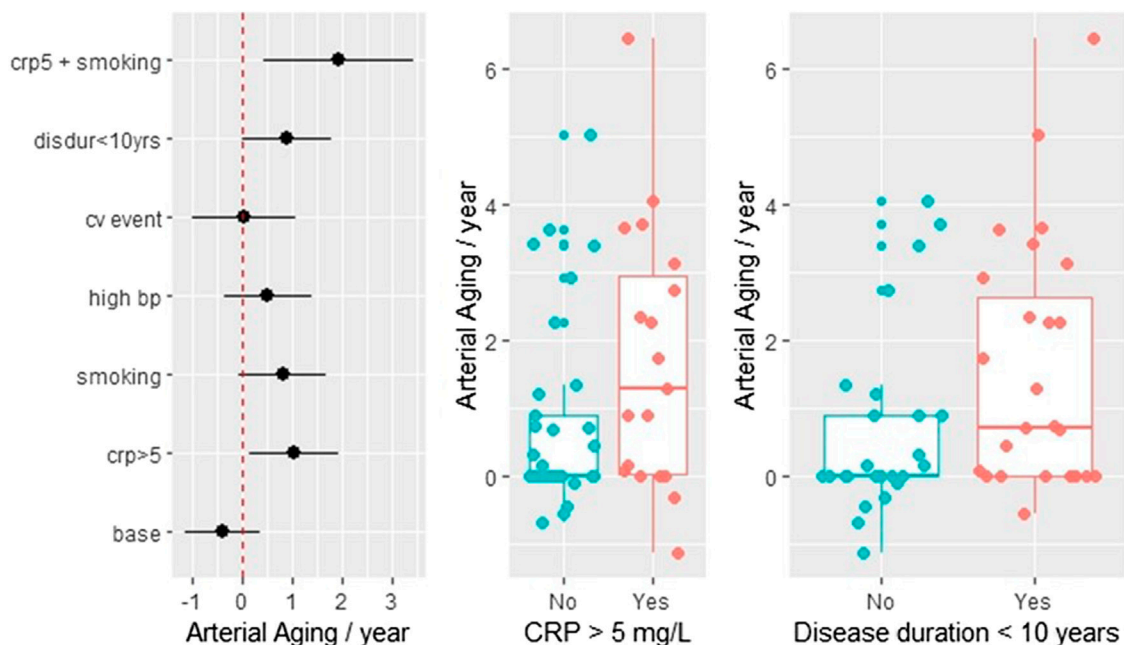 crp5 + smoking
disdur<10yrs
cv event
high bp
smoking
crp>5
base
-1 0 1 2 3
Arterial Aging / year
Arterial Aging / year
6
4
2
0
No Yes
CRP > 5 mg/L
Arterial Aging / year
6
4
2
0
No Yes
Disease duration < 10 years